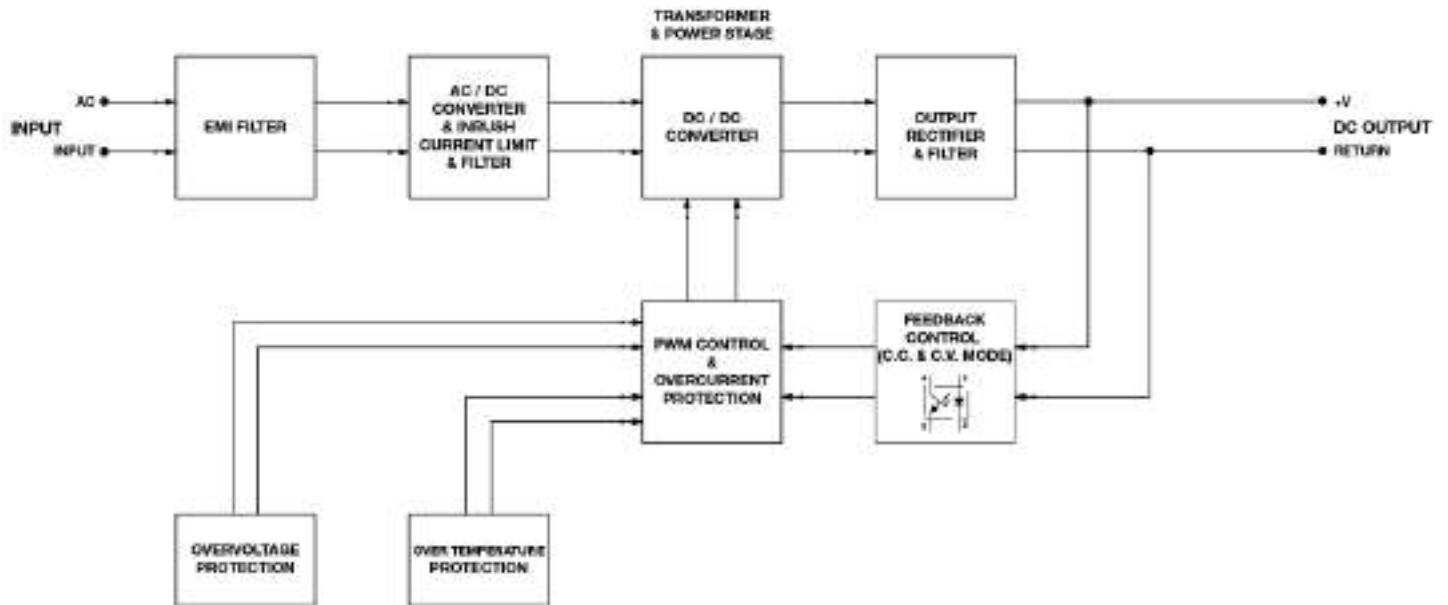 TRANSFORMER
& POWER STAGE
INPUT
AC
INPUT
EMI FILTER
AC / DC
CONVERTER
& INRUSH
CURRENT LIMIT
& FILTER
DC / DC
CONVERTER
OUTPUT
RECTIFIER
& FILTER
+V
DC OUTPUT
RETURN
PWM CONTROL
&
OVERCURRENT
PROTECTION
FEEDBACK
CONTROL
(C.C. & C.V. MODE)
OVERVOLTAGE
PROTECTION
OVER TEMPERATURE
PROTECTION